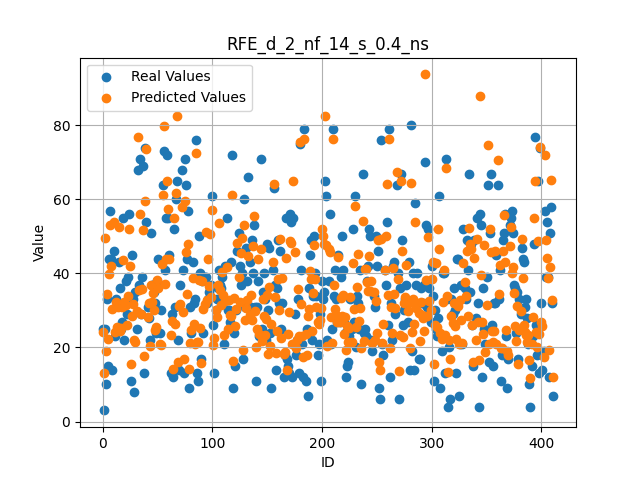 RFE_d_2_nf_14_s_0.4_ns
Real Values
Predicted Values
80
60
40
20
0
Value
0 100 200 300 400
ID